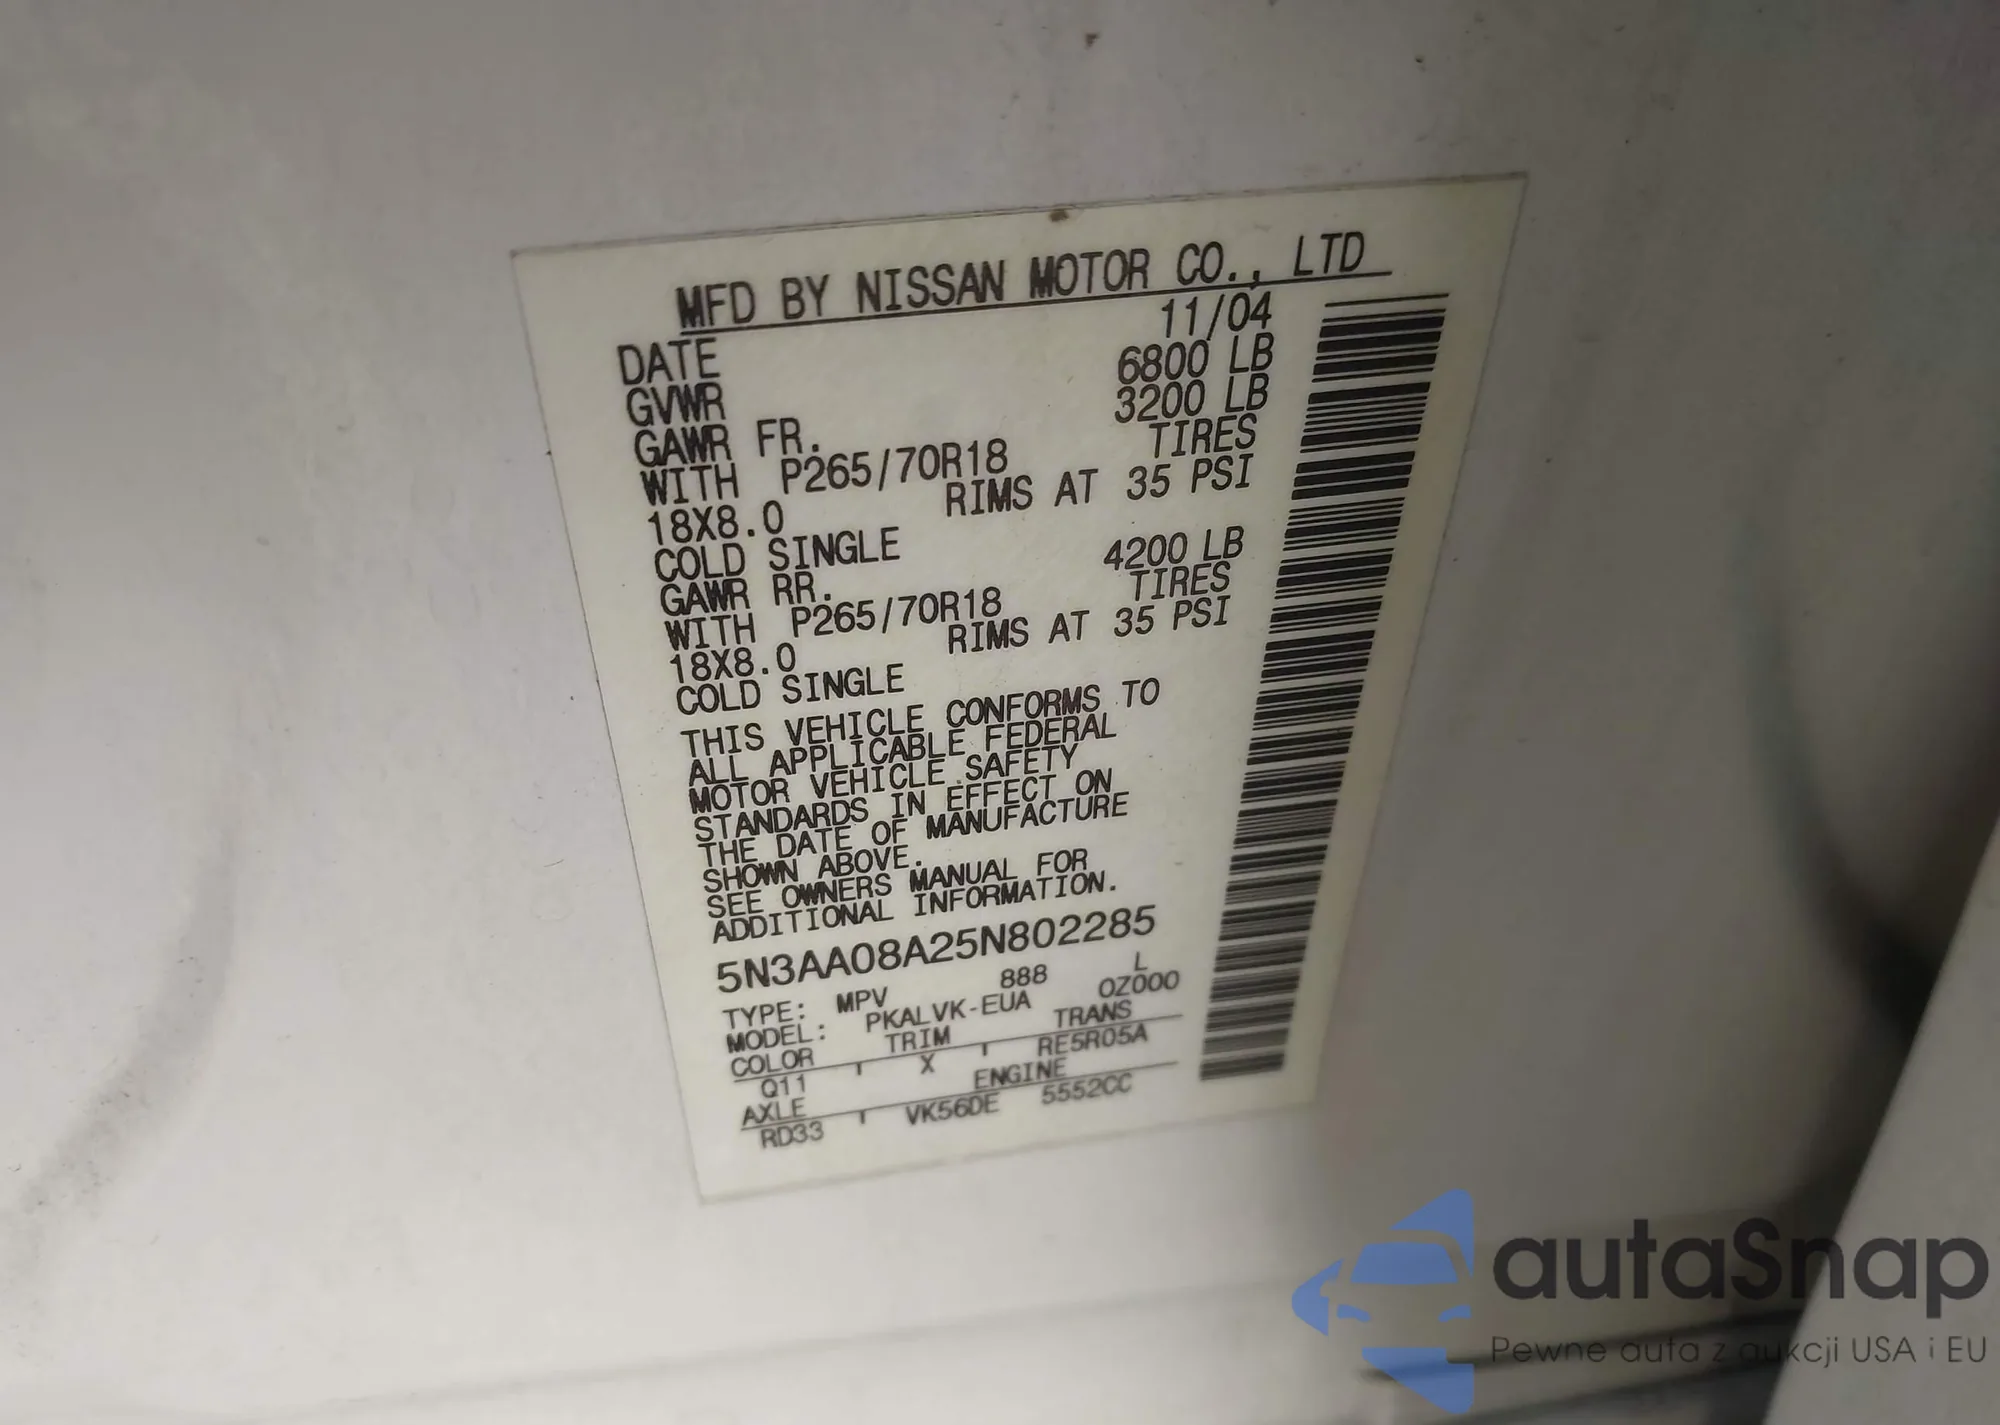 MFD BY NISSAN MOTOR CO., LTD
DATE 11/04
GVWR 6800 LB
GAWR FR. 3200 LB
WITH P265/70R18 TIRES
18X8.0 RIMS AT 35 PSI
COLD SINGLE
GAWR RR. 4200 LB
WITH P265/70R18 TIRES
18X8.0 RIMS AT 35 PSI
COLD SINGLE
THIS VEHICLE CONFORMS TO
ALL APPLICABLE FEDERAL
MOTOR VEHICLE SAFETY
STANDARDS IN EFFECT ON
THE DATE OF MANUFACTURE
SHOWN ABOVE.
SEE OWNERS MANUAL FOR
ADDITIONAL INFORMATION.
5N3AA08A25N802285
TYPE: MPV 888 L
MODEL: PKALVK-EUA 0Z000
COLOR TRIM TRANS
Q11 X RE5R05A
AXLE ENGINE
RD33 VK56DE 5552CC
autaSnap
Pewne auta z aukcji USA i EU